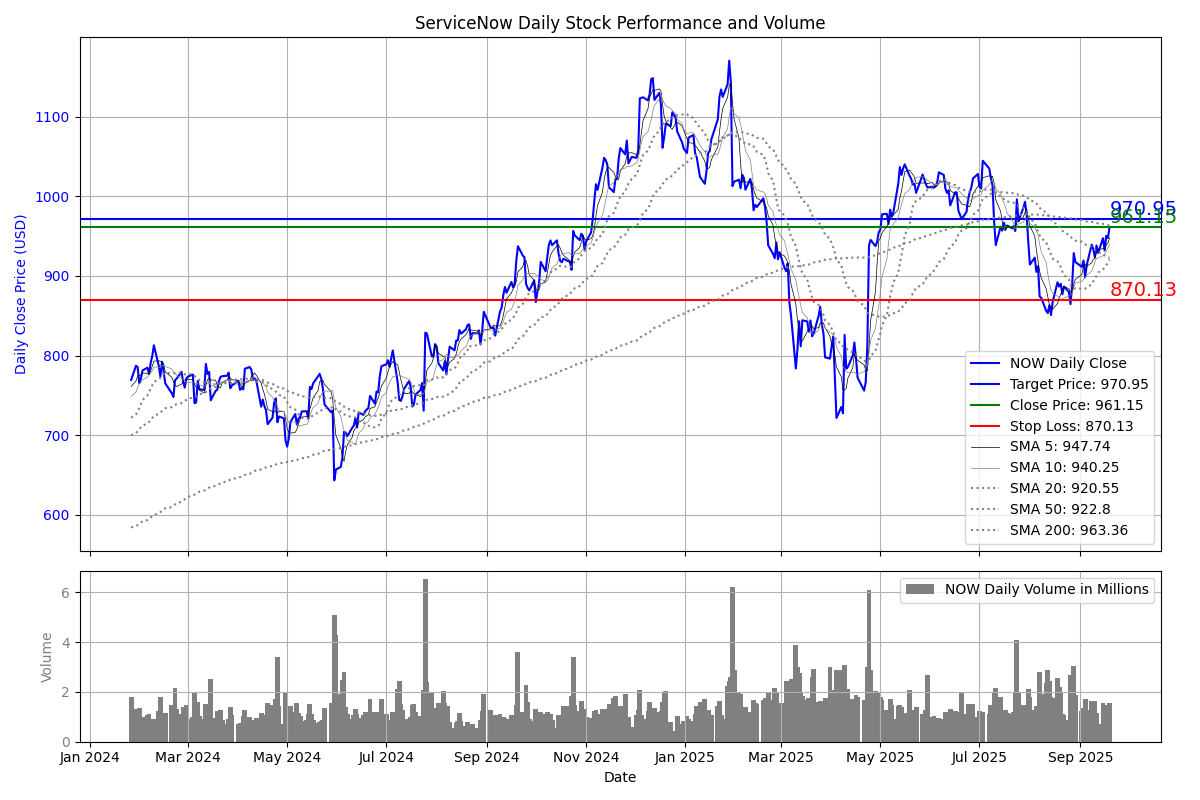 ServiceNow Daily Stock Performance and Volume
Daily Close Price (USD)
1100
1000
900
800
700
600
970.95
961.15
870.13
NOW Daily Close
Target Price: 970.95
Close Price: 961.15
Stop Loss: 870.13
SMA 5: 947.74
SMA 10: 940.25
SMA 20: 920.55
SMA 50: 922.8
SMA 200: 963.36
Volume
6
4
2
0
NOW Daily Volume in Millions
Jan 2024
Mar 2024
May 2024
Jul 2024
Sep 2024
Nov 2024
Jan 2025
Mar 2025
May 2025
Jul 2025
Sep 2025
Date